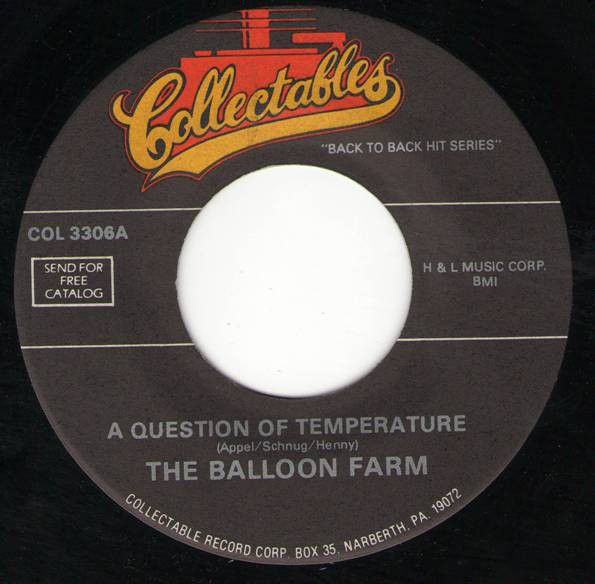 Collectables
"BACK TO BACK HIT SERIES"
COL 3306A
SEND FOR
FREE
CATALOG
H & L MUSIC CORP.
BMI
A QUESTION OF TEMPERATURE
(Appel/Schnug/Henny)
THE BALLOON FARM
COLLECTABLE RECORD CORP. BOX 35, NARBERTH, PA. 19072